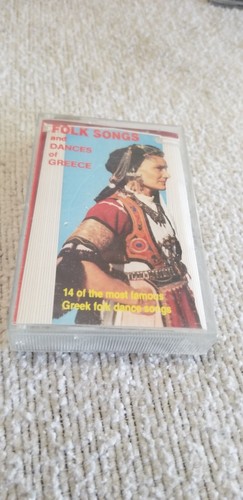 FOLK SONGS
and
DANCES
of
GREECE
14 of the most famous
Greek folk dance songs